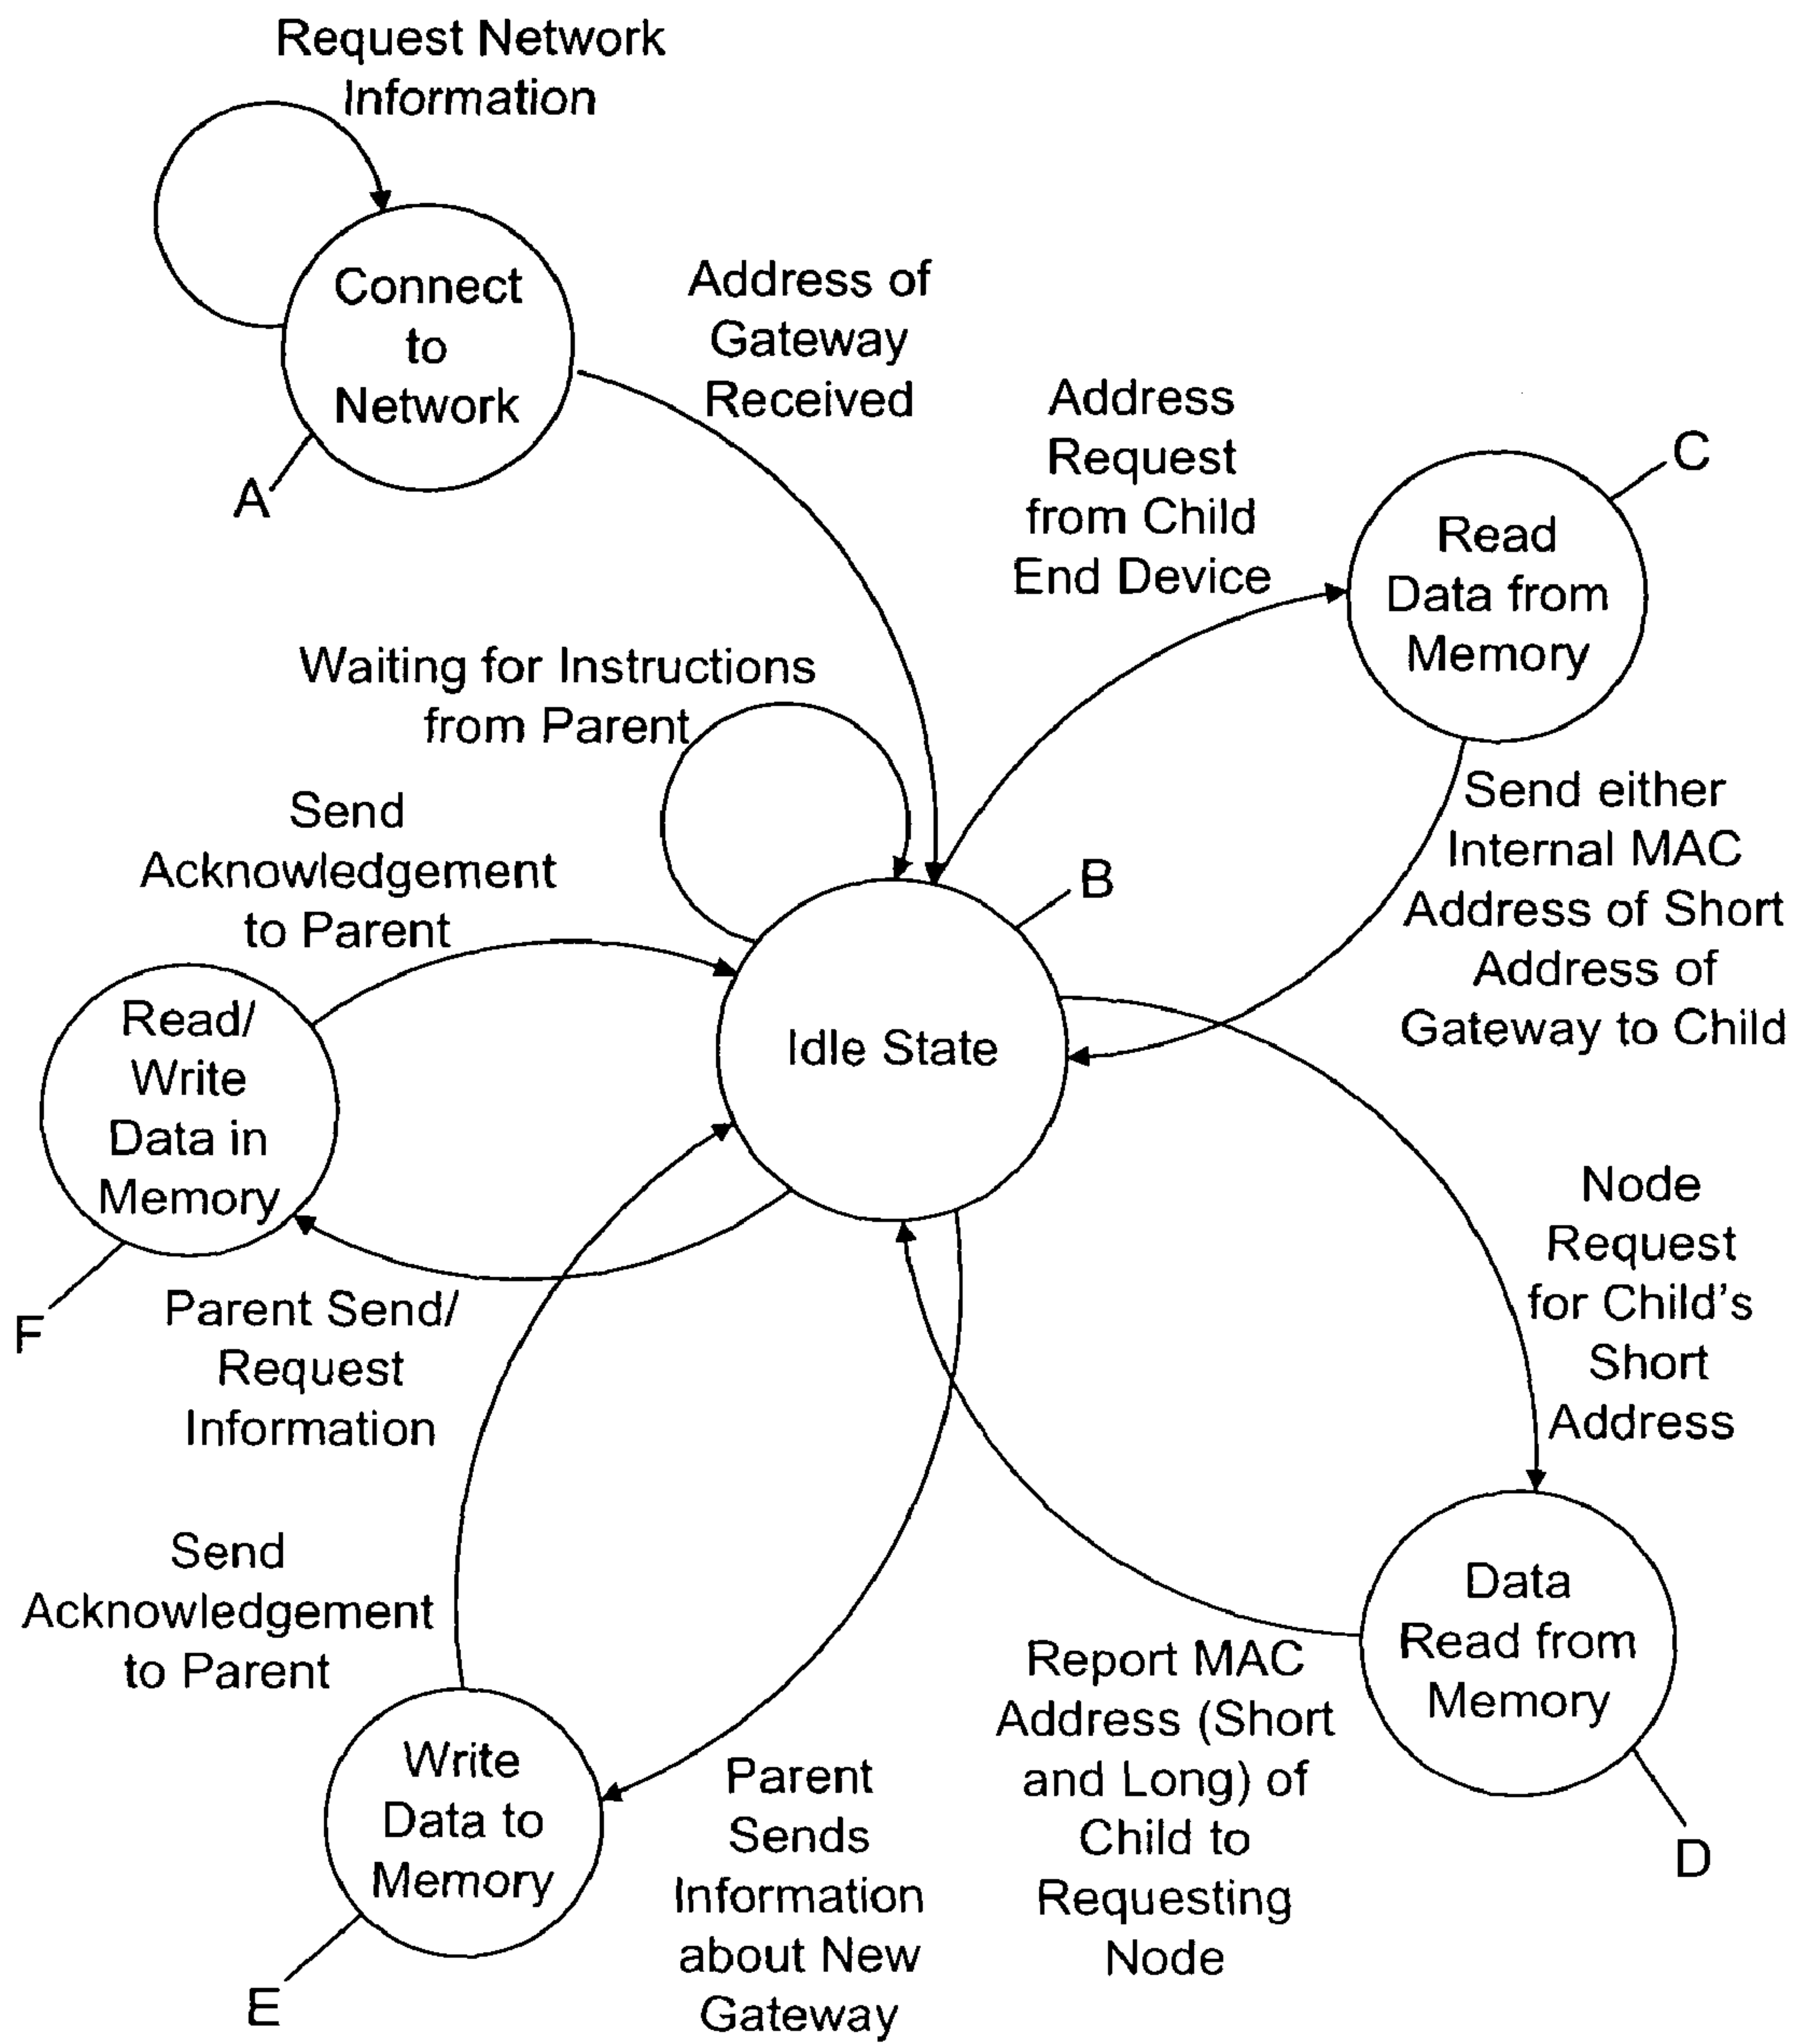 Request Network
Information
Connect
to
Network
A
Address of
Gateway
Received
Address
Request
from Child
End Device
C
Read
Data from
Memory
Waiting for Instructions
from Parent
Send
Acknowledgement
to Parent
B
Send either
Internal MAC
Address of Short
Address of
Gateway to Child
Idle State
Read/
Write
Data in
Memory
F
Parent Send/
Request
Information
Node
Request
for Child's
Short
Address
Send
Acknowledgement
to Parent
Data
Read from
Memory
D
Report MAC
Address (Short
and Long) of
Child to
Requesting
Node
Write
Data to
Memory
E
Parent
Sends
Information
about New
Gateway